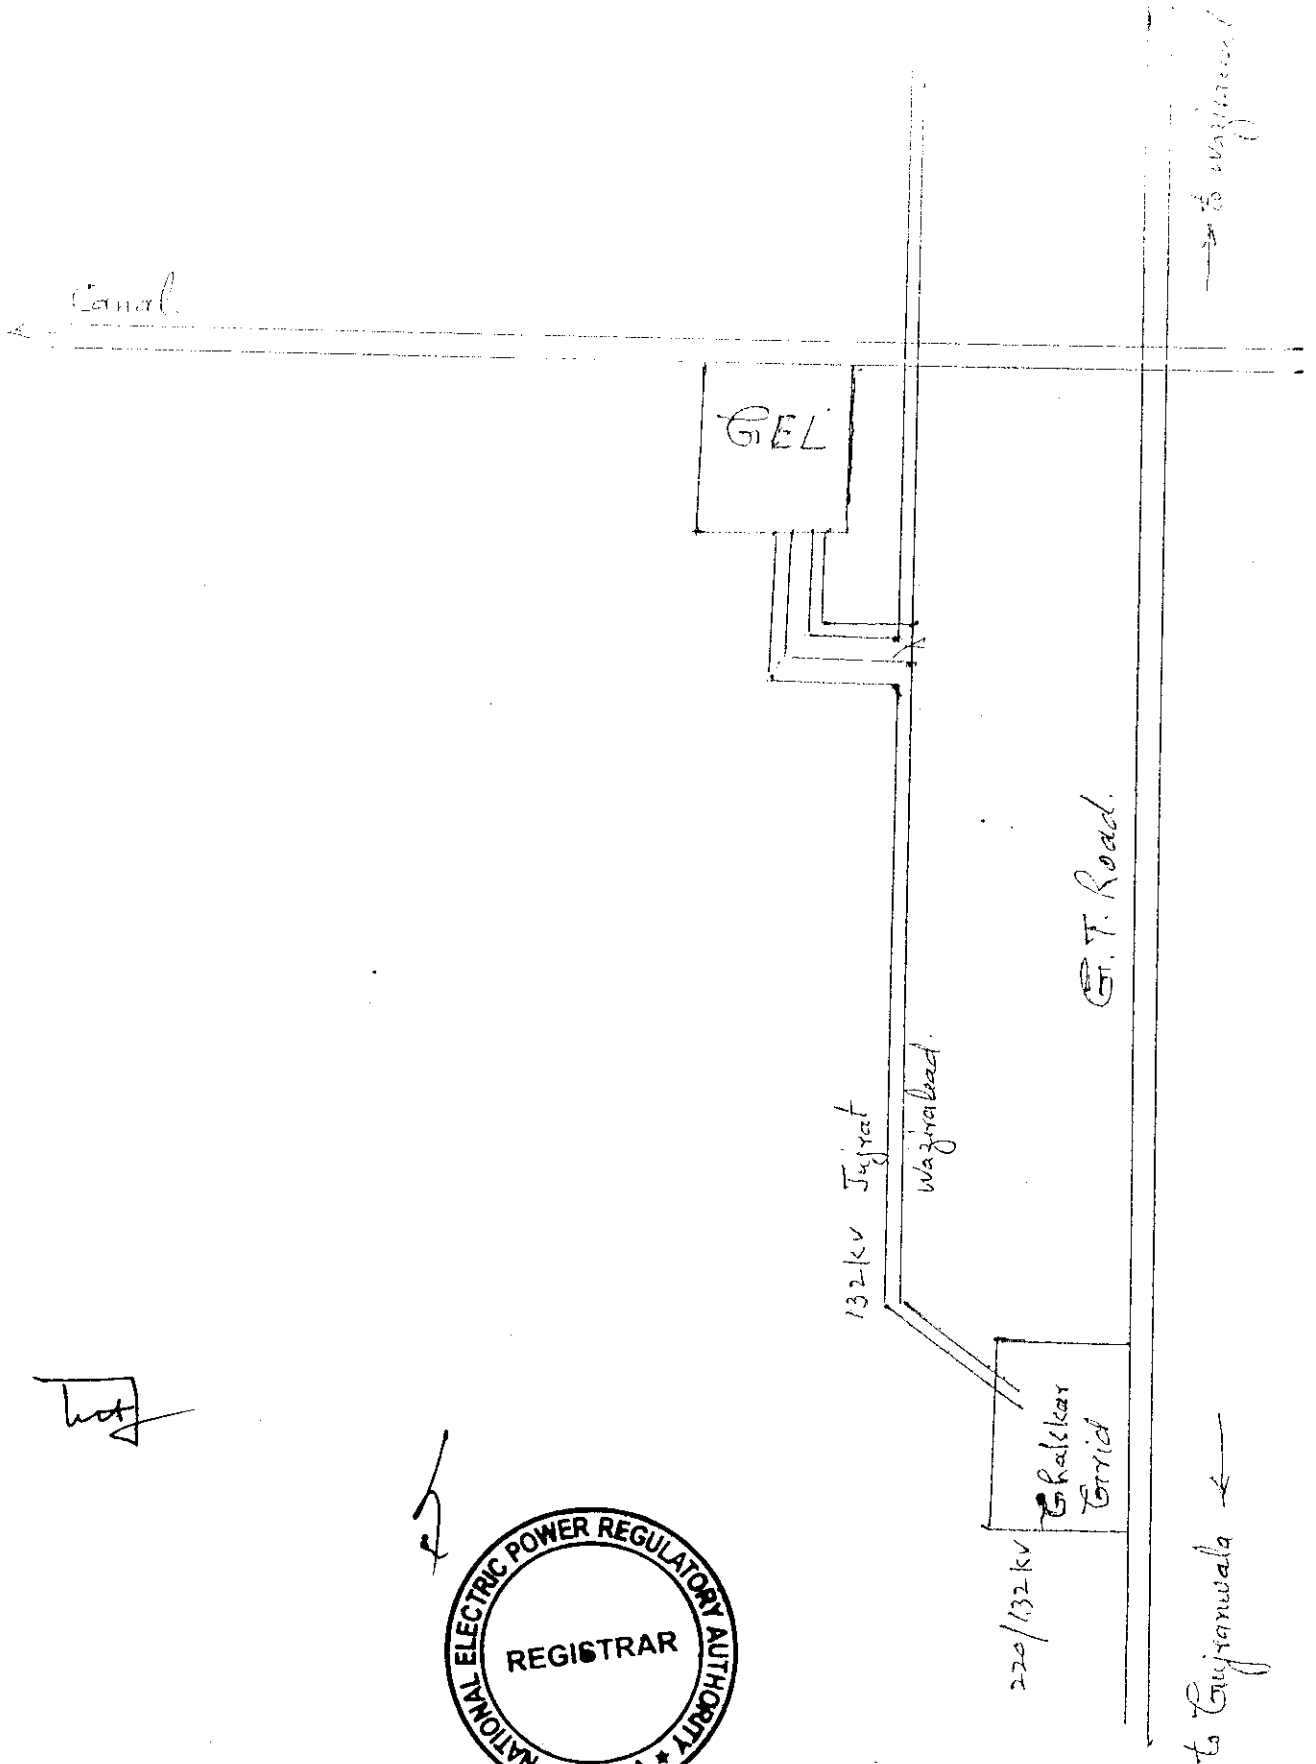 Canal.
→ to Wazirabad
GEL
G.T. Road.
132kv Jujrat
Wazirabad.
220/132kv
Ghakkar
Grid
to Gujranwala ←
NATIONAL ELECTRIC POWER REGULATORY AUTHORITY ★
REGISTRAR